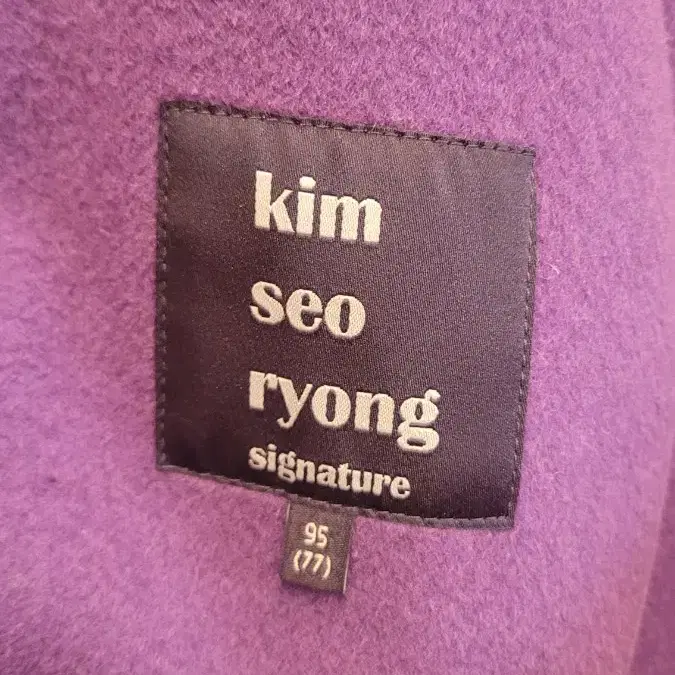 kim
seo
ryong
signature
95
(77)